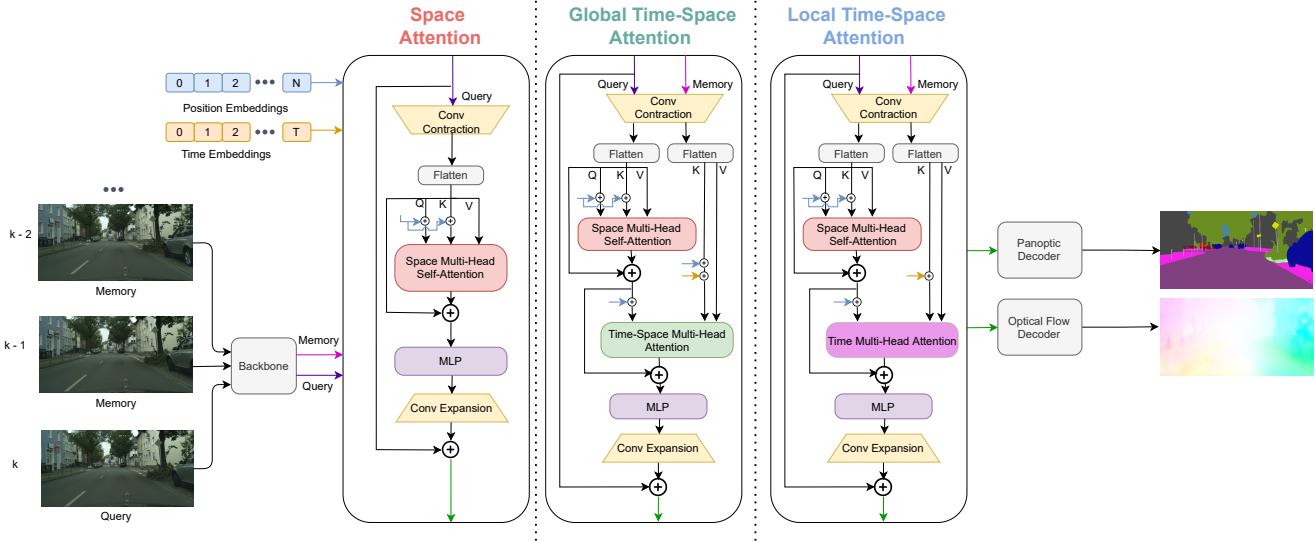 Space
Attention
Global Time-Space
Attention
Local Time-Space
Attention
0 1 2 ••• N
Position Embeddings
0 1 2 ••• T
Time Embeddings
•••
k - 2
Memory
k - 1
Memory
k
Query
Backbone
Memory
Query
Query
Conv
Contraction
Flatten
Q K V
Space Multi-Head
Self-Attention
MLP
Conv Expansion
Query Memory
Conv
Contraction
Flatten Flatten
Q K V K V
Space Multi-Head
Self-Attention
Time-Space Multi-Head
Attention
MLP
Conv Expansion
Query Memory
Conv
Contraction
Flatten Flatten
Q K V K V
Space Multi-Head
Self-Attention
Time Multi-Head Attention
MLP
Conv Expansion
Panoptic
Decoder
Optical Flow
Decoder